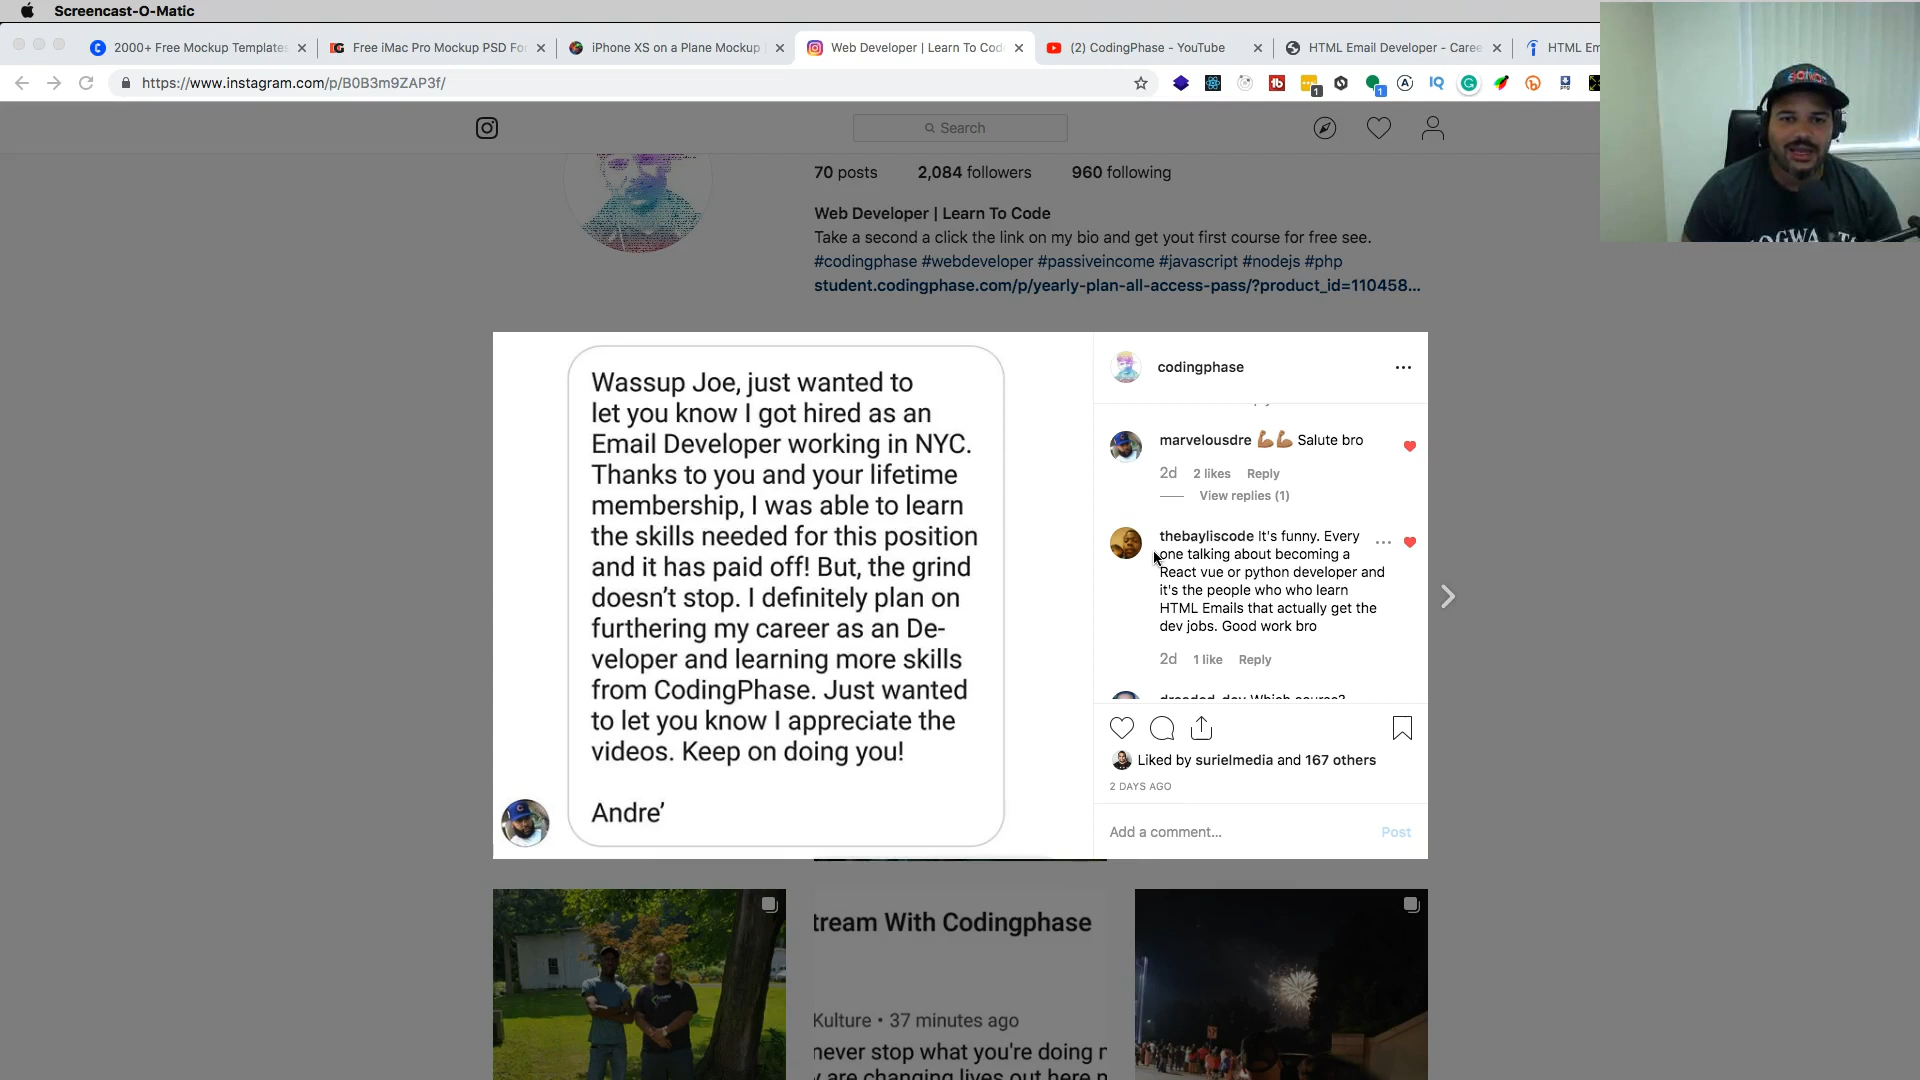 Screencast-O-Matic
2000+ Free Mockup Templates
Free iMac Pro Mockup PSD For
iPhone XS on a Plane Mockup
Web Developer | Learn To Cod
(2) CodingPhase - YouTube
HTML Email Developer - Caree
HTML Em
https://www.instagram.com/p/B0B3m9ZAP3f/
Search
70 posts
2,084 followers
960 following
Web Developer | Learn To Code
Take a second a click the link on my bio and get yout first course for free see.
#codingphase #webdeveloper #passiveincome #javascript #nodejs #php
student.codingphase.com/p/yearly-plan-all-access-pass/?product_id=110458...
Wassup Joe, just wanted to
let you know I got hired as an
Email Developer working in NYC.
Thanks to you and your lifetime
membership, I was able to learn
the skills needed for this position
and it has paid off! But, the grind
doesn't stop. I definitely plan on
furthering my career as an De-
veloper and learning more skills
from CodingPhase. Just wanted
to let you know I appreciate the
videos. Keep on doing you!
Andre'
codingphase
marvelousdre 💪🏽💪🏽 Salute bro
2d 2 likes Reply
View replies (1)
thebayliscode It's funny. Every
one talking about becoming a
React vue or python developer and
it's the people who who learn
HTML Emails that actually get the
dev jobs. Good work bro
2d 1 like Reply
Liked by surielmedia and 167 others
2 DAYS AGO
Add a comment...
Post
tream With Codingphase
Kulture • 37 minutes ago
never stop what you're doing
are changing lives out here